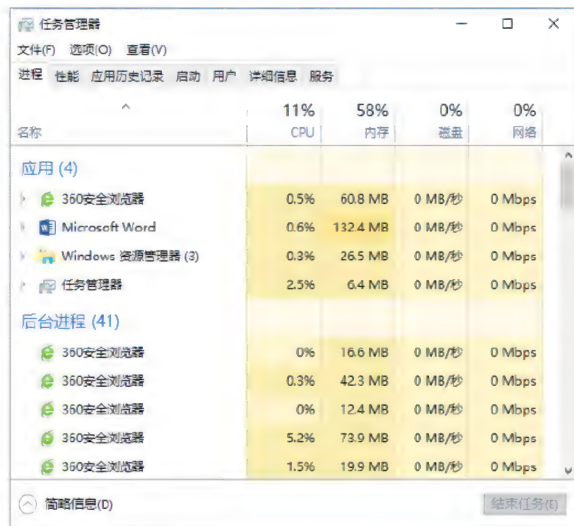 任务管理器
文件(F) 选项(O) 查看(V)
进程 性能 应用历史记录 启动 用户 详细信息 服务
11% 58% 0% 0%
名称 CPU 内存 磁盘 网络
应用 (4)
360安全浏览器 0.5% 60.8 MB 0 MB/秒 0 Mbps
Microsoft Word 0.6% 132.4 MB 0 MB/秒 0 Mbps
Windows 资源管理器 (3) 0.3% 26.5 MB 0 MB/秒 0 Mbps
任务管理器 2.5% 6.4 MB 0 MB/秒 0 Mbps
后台进程 (41)
360安全浏览器 0% 16.6 MB 0 MB/秒 0 Mbps
360安全浏览器 0.3% 42.3 MB 0 MB/秒 0 Mbps
360安全浏览器 0% 12.4 MB 0 MB/秒 0 Mbps
360安全浏览器 5.2% 73.9 MB 0 MB/秒 0 Mbps
360安全浏览器 1.5% 19.9 MB 0 MB/秒 0 Mbps
简略信息(D) 结束任务(E)